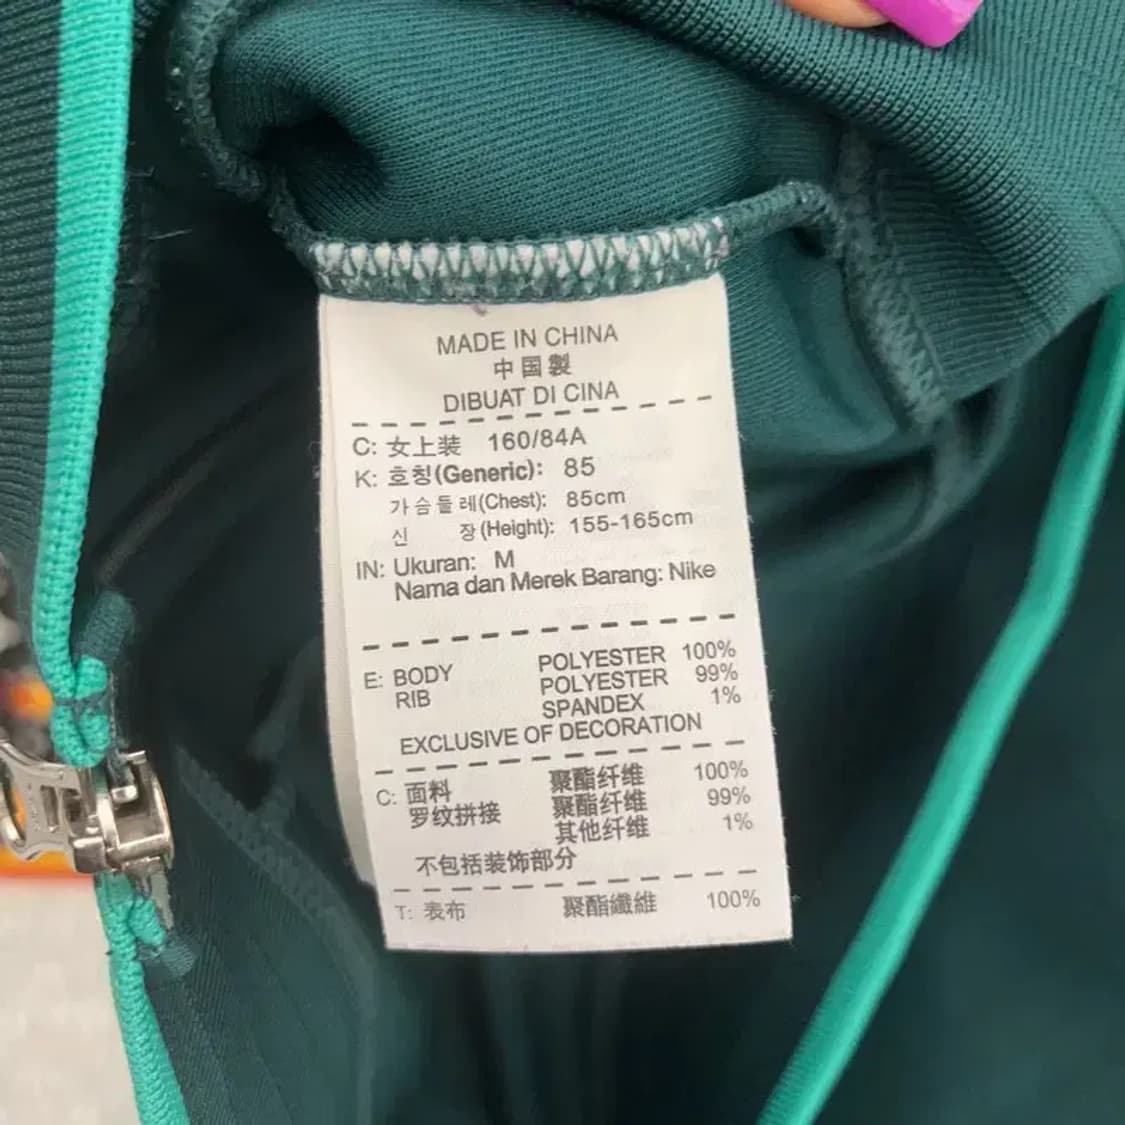 MADE IN CHINA
中国製
DIBUAT DI CINA
C: 女上装 160/84A
K: 호칭(Generic): 85
가슴둘레(Chest): 85cm
신 장(Height): 155-165cm
IN: Ukuran: M
Nama dan Merek Barang: Nike
E: BODY POLYESTER 100%
RIB POLYESTER 99%
SPANDEX 1%
EXCLUSIVE OF DECORATION
C: 面料 聚酯纤维 100%
罗纹拼接 聚酯纤维 99%
其他纤维 1%
不包括装饰部分
T: 表布 聚酯纖維 100%